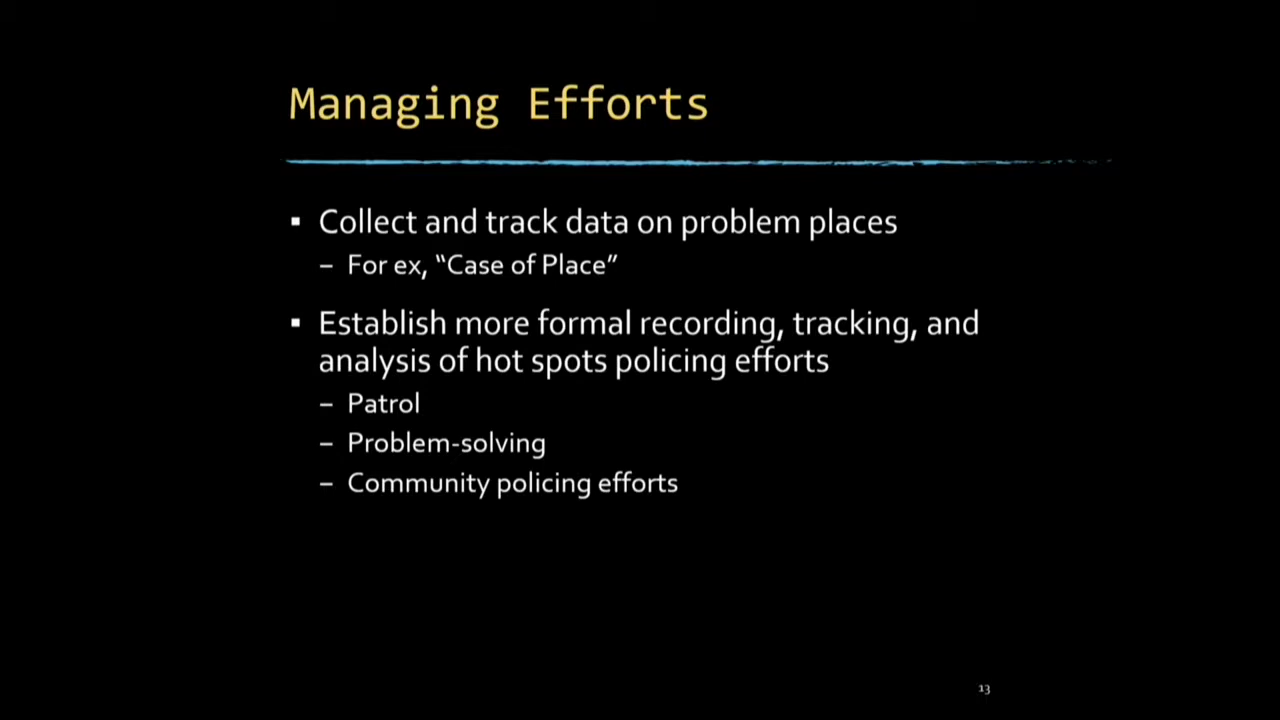 Managing Efforts
▪ Collect and track data on problem places
– For ex, “Case of Place”
▪ Establish more formal recording, tracking, and
analysis of hot spots policing efforts
– Patrol
– Problem-solving
– Community policing efforts
13